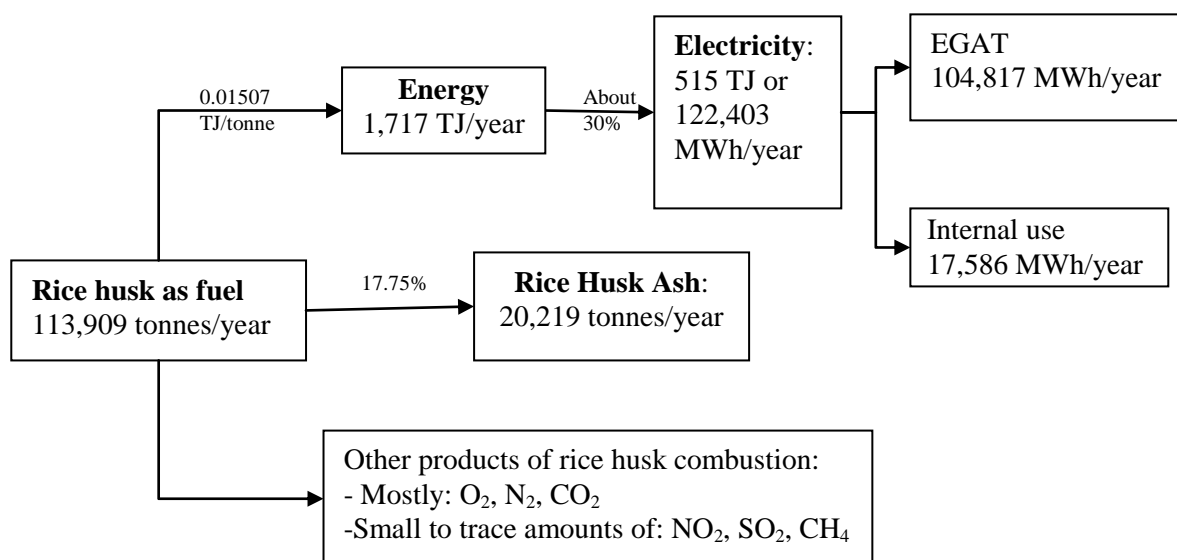 0.01507
TJ/tonne
Energy
1,717 TJ/year
About
30%
Electricity:
515 TJ or
122,403
MWh/year
EGAT
104,817 MWh/year
Internal use
17,586 MWh/year
Rice husk as fuel
113,909 tonnes/year
17.75%
Rice Husk Ash:
20,219 tonnes/year
Other products of rice husk combustion:
- Mostly: O₂, N₂, CO₂
-Small to trace amounts of: NO₂, SO₂, CH₄